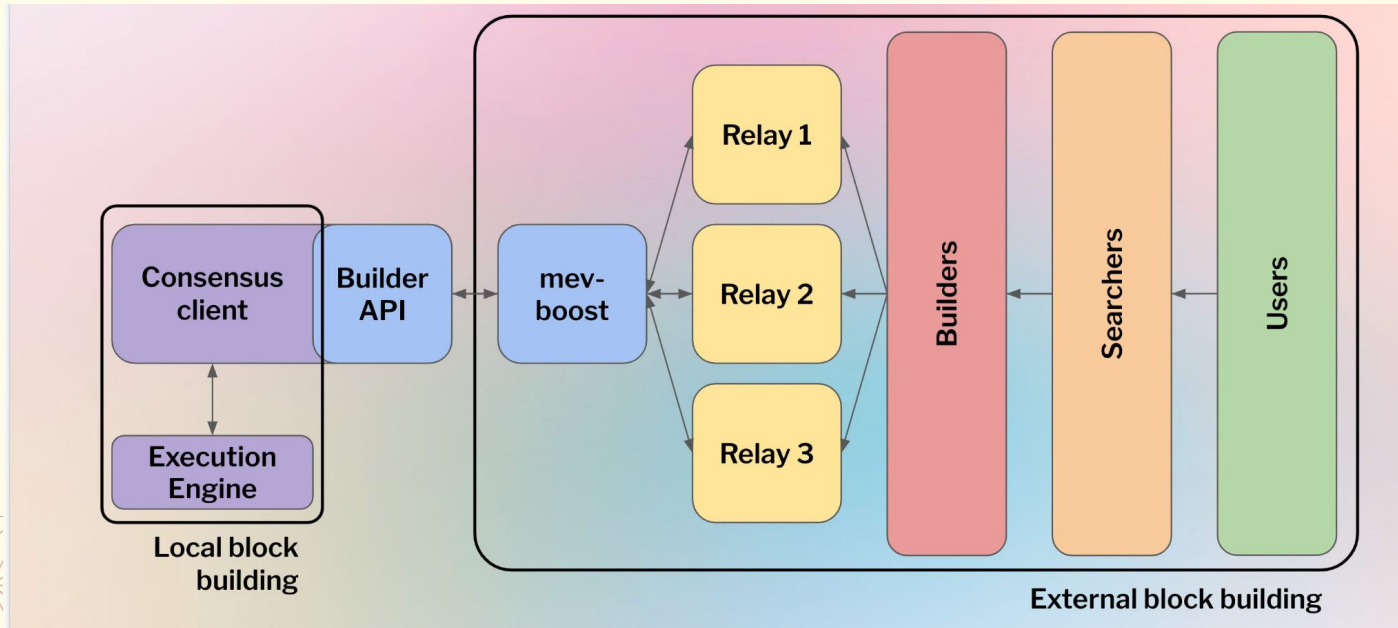 Relay 1
Consensus
client
Builder
API
mev-
boost
Relay 2
Builders
Searchers
Users
Relay 3
Execution
Engine
Local block
building
External block building